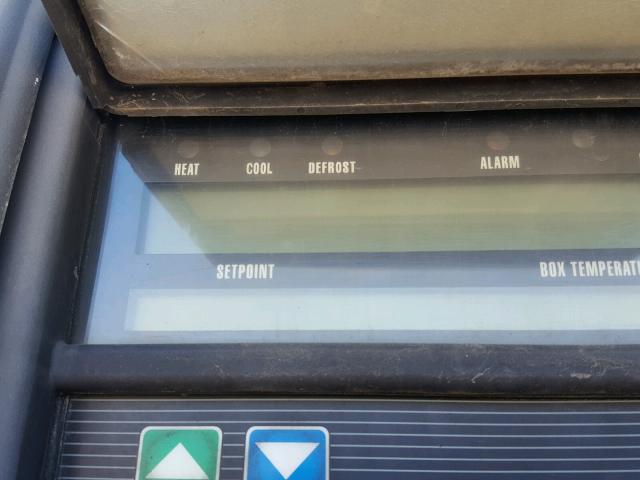 HEAT COOL DEFROST ALARM
SETPOINT BOX TEMPERAT